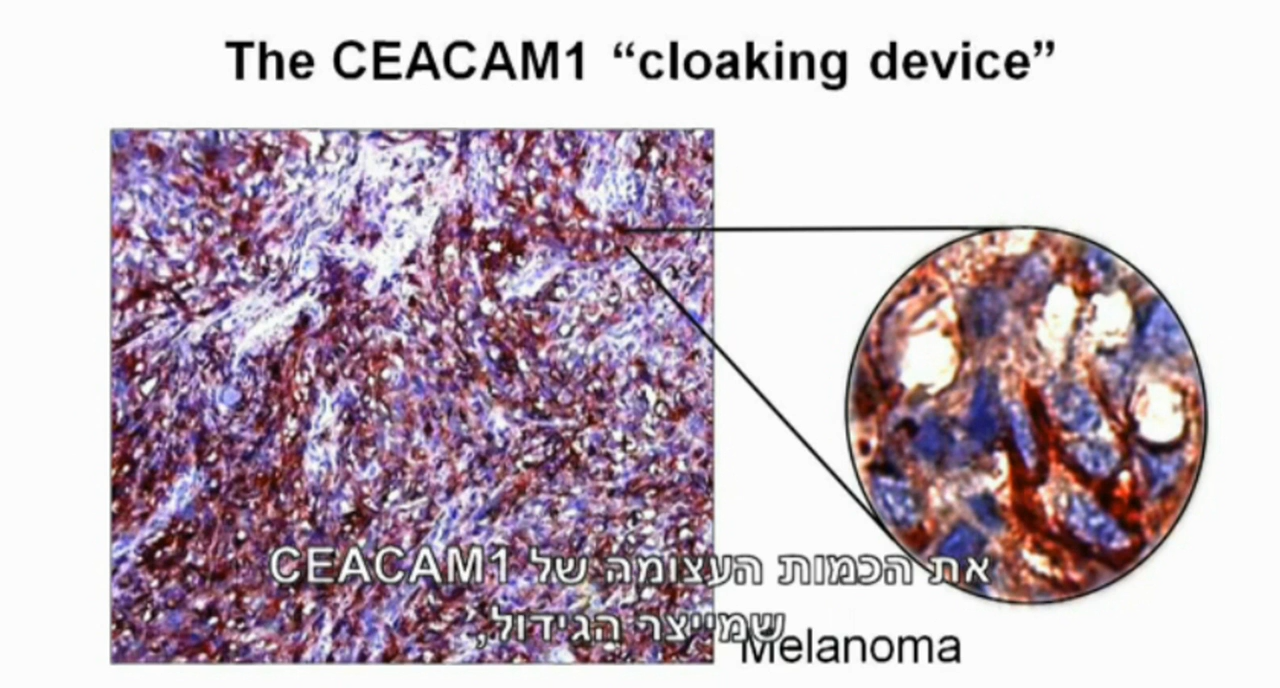 The CEACAM1 “cloaking device”
את הכמות העצומה של CEACAM1
שמייצר הגידול,
Melanoma